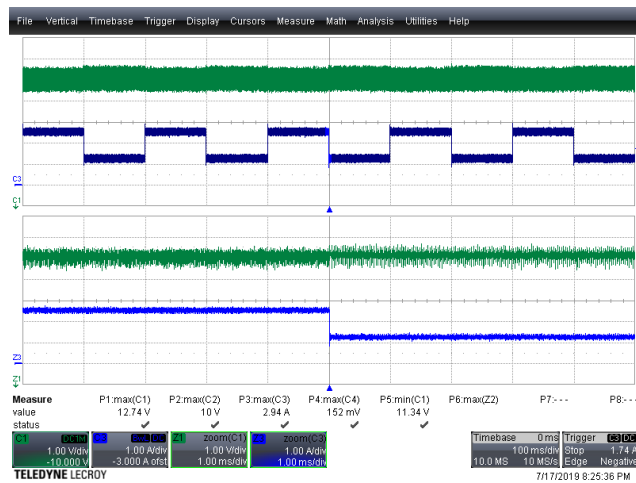 File Vertical Timebase Trigger Display Cursors Measure Math Analysis Utilities Help
C3
C1
Z3
Z1
Measure P1:max(C1) P2:max(C2) P3:max(C3) P4:max(C4) P5:min(C1) P6:max(Z2) P7:- - - P8:- -
value 12.74 V 10 V 2.94 A 152 mV 11.34 V
status
C1 DC1M Z1 zoom(C1) zoom(C3) Timebase 0 ms Trigger C3 DC
1.00 V/div 1.00 A/div 1.00 V/div 1.00 A/div 100 ms/div Stop 1.74 A
-10.000 V -3.000 A ofst 1.00 ms/div 1.00 ms/div 10.0 MS 10 MS/s Edge Negative
TELEDYNE LECROY 7/17/2019 8:25:36 PM